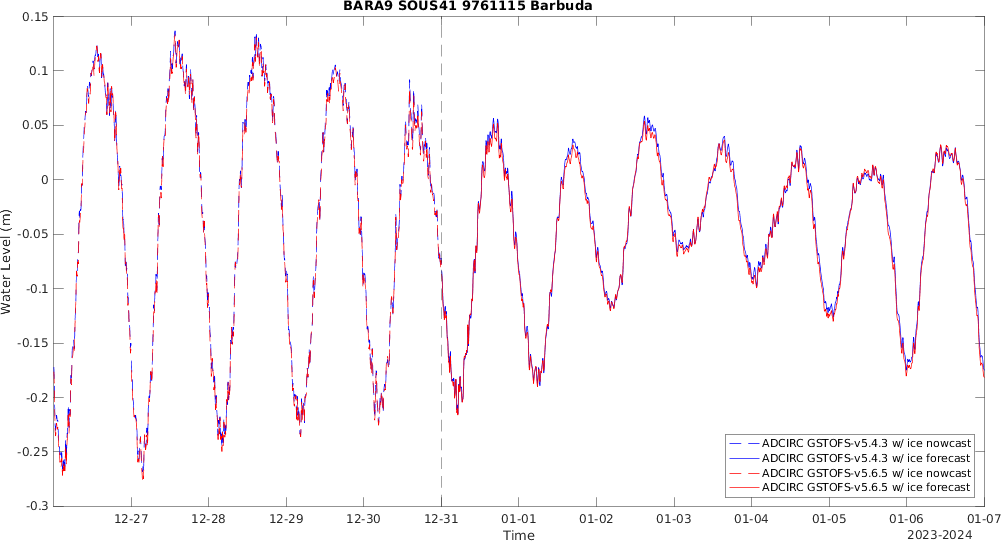 BARA9 SOUS41 9761115 Barbuda
0.15
0.1
0.05
0
-0.05
-0.1
-0.15
-0.2
-0.25
-0.3
Water Level (m)
ADCIRC GSTOFS-v5.4.3 w/ ice nowcast
ADCIRC GSTOFS-v5.4.3 w/ ice forecast
ADCIRC GSTOFS-v5.6.5 w/ ice nowcast
ADCIRC GSTOFS-v5.6.5 w/ ice forecast
12-27 12-28 12-29 12-30 12-31 01-01 01-02 01-03 01-04 01-05 01-06 01-07
Time
2023-2024